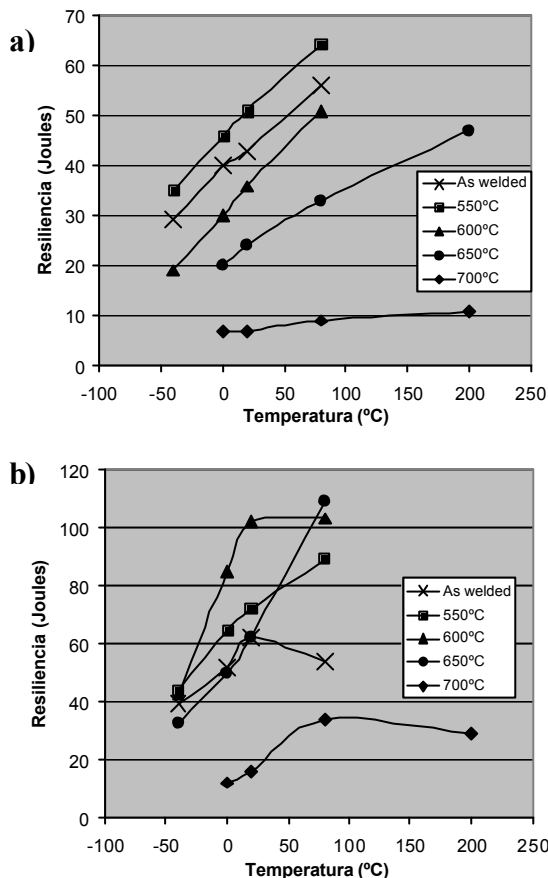 a)
70
60
50
40
30
20
10
0
Resiliencia (Joules)
-100 -50 0 50 100 150 200 250
Temperatura (ºC)
As welded
550ºC
600ºC
650ºC
700ºC
b)
120
100
80
60
40
20
0
Resiliencia (Joules)
-100 -50 0 50 100 150 200 250
Temperatura (ºC)
As welded
550ºC
600ºC
650ºC
700ºC